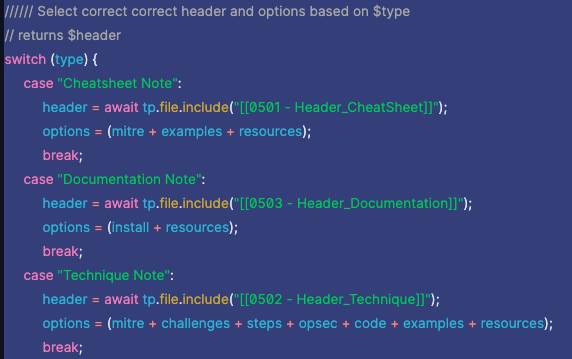 ////// Select correct correct header and options based on $type
// returns $header
switch (type) {
case "Cheatsheet Note":
header = await tp.file.include("[[0501 - Header_CheatSheet]]");
options = (mitre + examples + resources);
break;
case "Documentation Note":
header = await tp.file.include("[[0503 - Header_Documentation]]");
options = (install + resources);
break;
case "Technique Note":
header = await tp.file.include("[[0502 - Header_Technique]]");
options = (mitre + challenges + steps + opsec + code + examples + resources);
break;